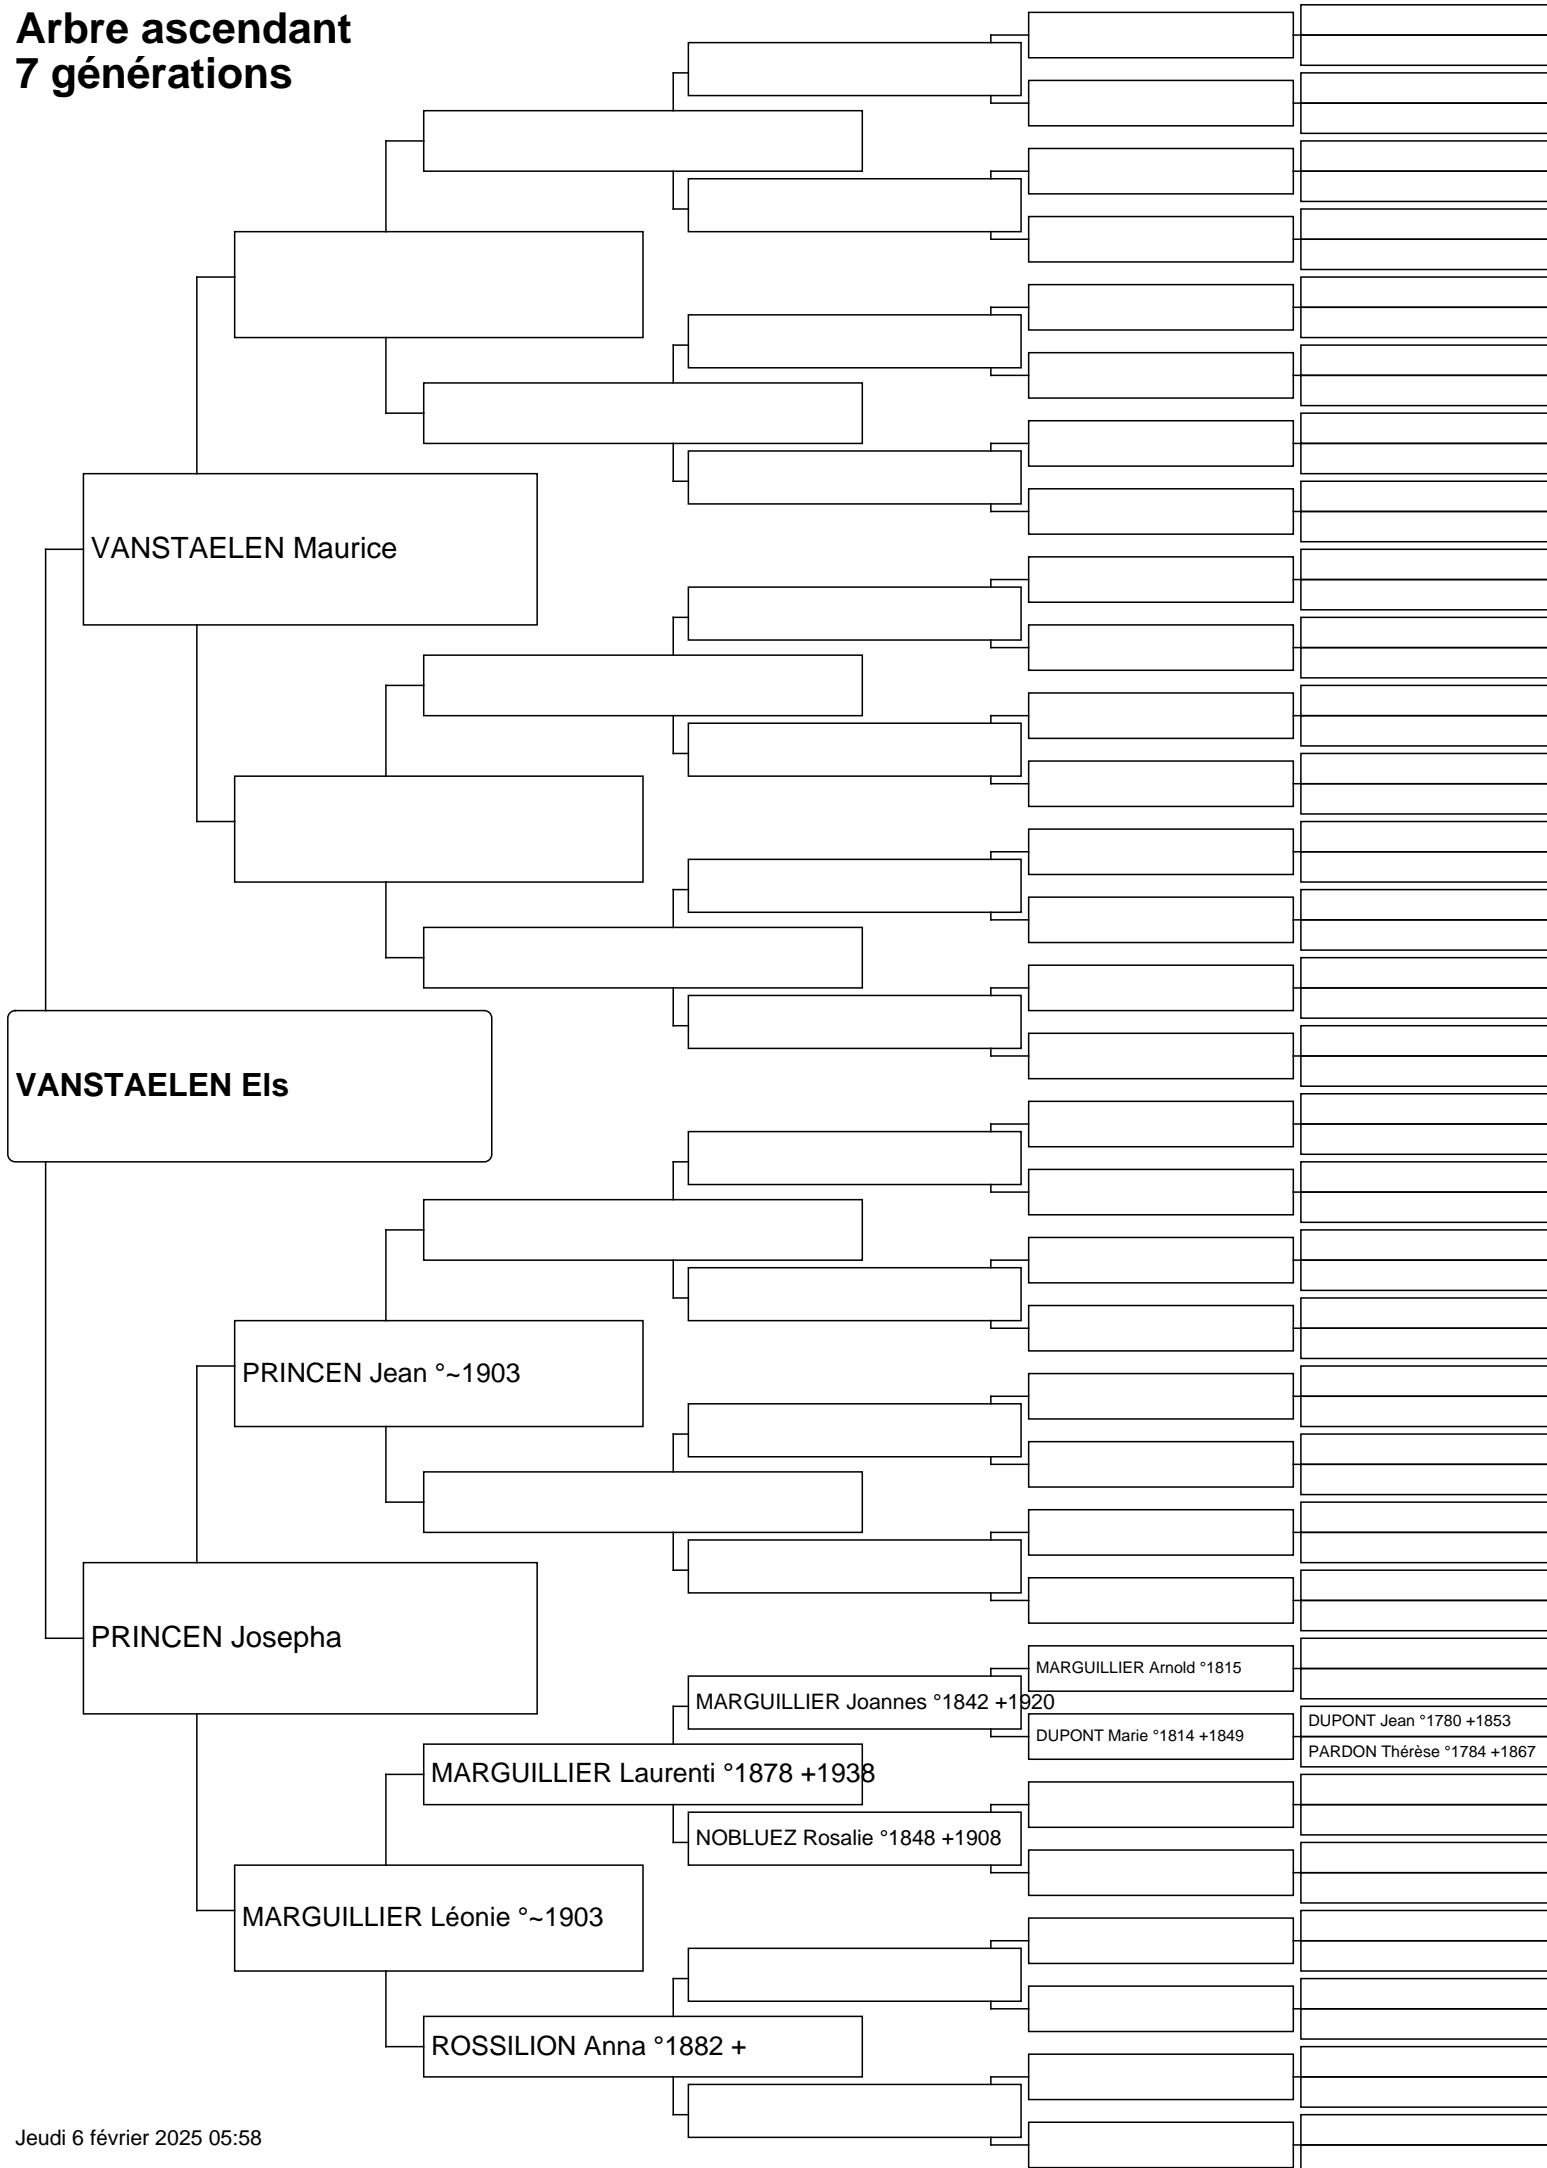 Arbre ascendant
7 générations
VANSTAELEN Maurice
VANSTAELEN Els
PRINCEN Jean °~1903
PRINCEN Josepha
MARGUILLIER Arnold °1815
MARGUILLIER Joannes °1842 +1920
DUPONT Jean °1780 +1853
DUPONT Marie °1814 +1849
PARDON Thérèse °1784 +1867
MARGUILLIER Laurenti °1878 +1938
NOBLUEZ Rosalie °1848 +1908
MARGUILLIER Léonie °~1903
ROSSILION Anna °1882 +
Jeudi 6 février 2025 05:58